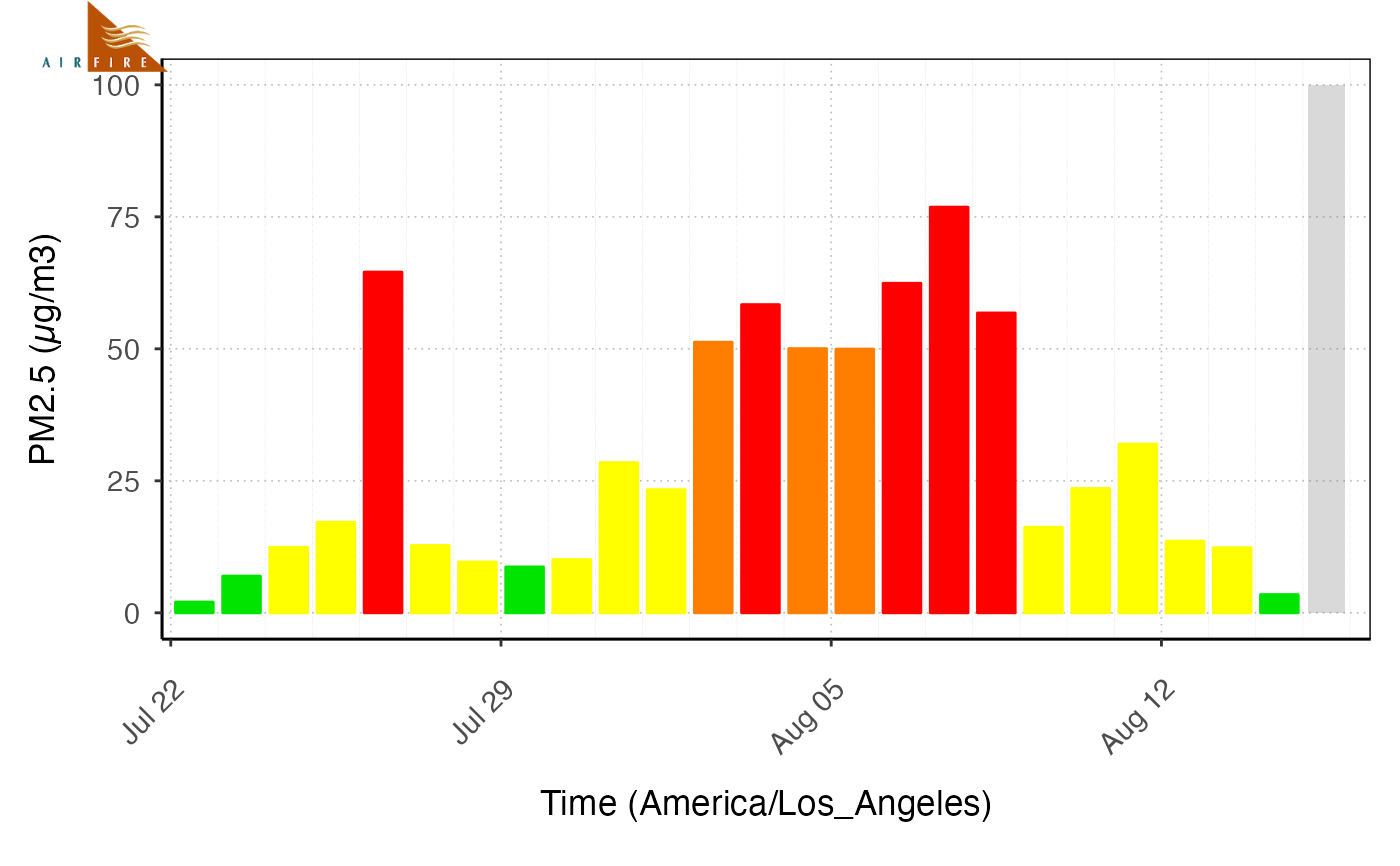 AIRFIRE
100
75
50
25
0
PM2.5 (µg/m3)
Jul 22
Jul 29
Aug 05
Aug 12
Time (America/Los_Angeles)